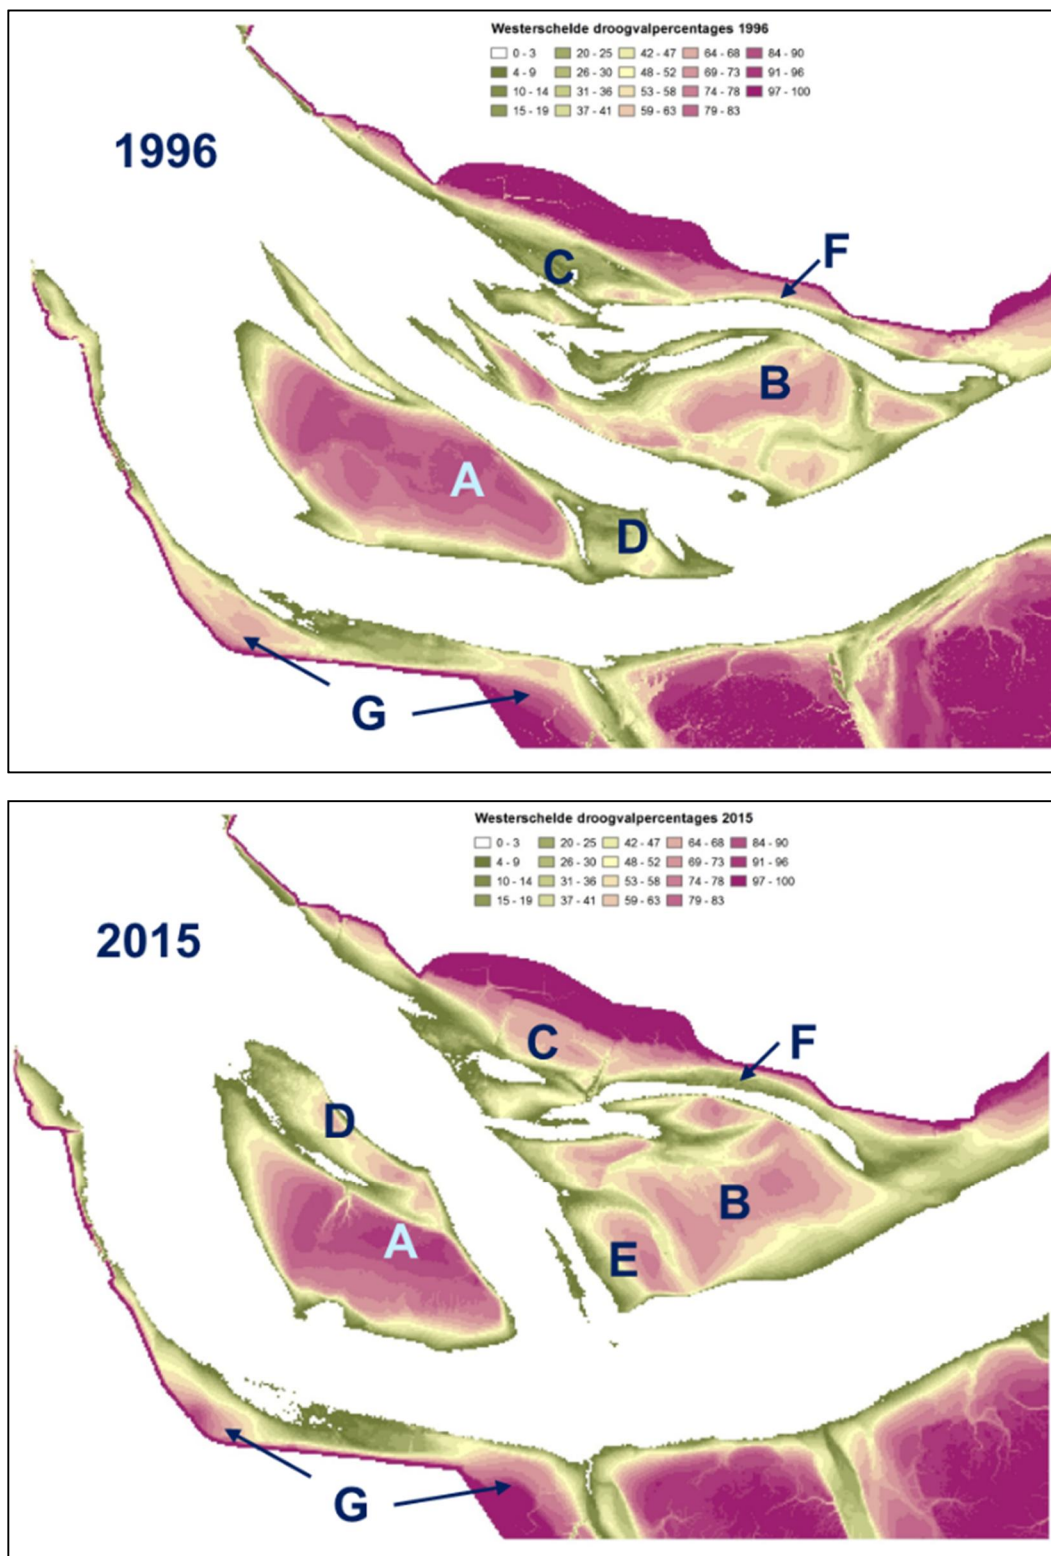 Westerschelde droogvalpercentages 1996
0 - 3 20 - 25 42 - 47 64 - 68 84 - 90
4 - 9 26 - 30 48 - 52 69 - 73 91 - 96
10 - 14 31 - 36 53 - 58 74 - 78 97 - 100
15 - 19 37 - 41 59 - 63 79 - 83
1996
F
C
B
A
D
G
Westerschelde droogvalpercentages 2015
0 - 3 20 - 25 42 - 47 64 - 68 84 - 90
4 - 9 26 - 30 48 - 52 69 - 73 91 - 96
10 - 14 31 - 36 53 - 58 74 - 78 97 - 100
15 - 19 37 - 41 59 - 63 79 - 83
2015
C
F
D
B
A
E
G